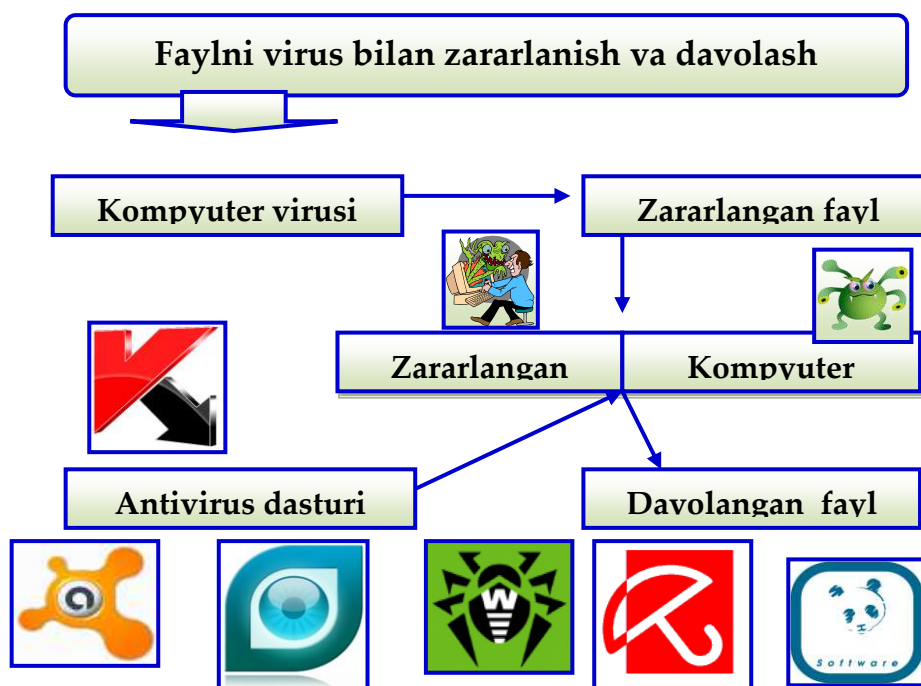 Faylni virus bilan zararlanish va davolash
Kompyuter virusi
Zararlangan fayl
Zararlangan
Kompyuter
Antivirus dasturi
Davolangan fayl
a
W
Software